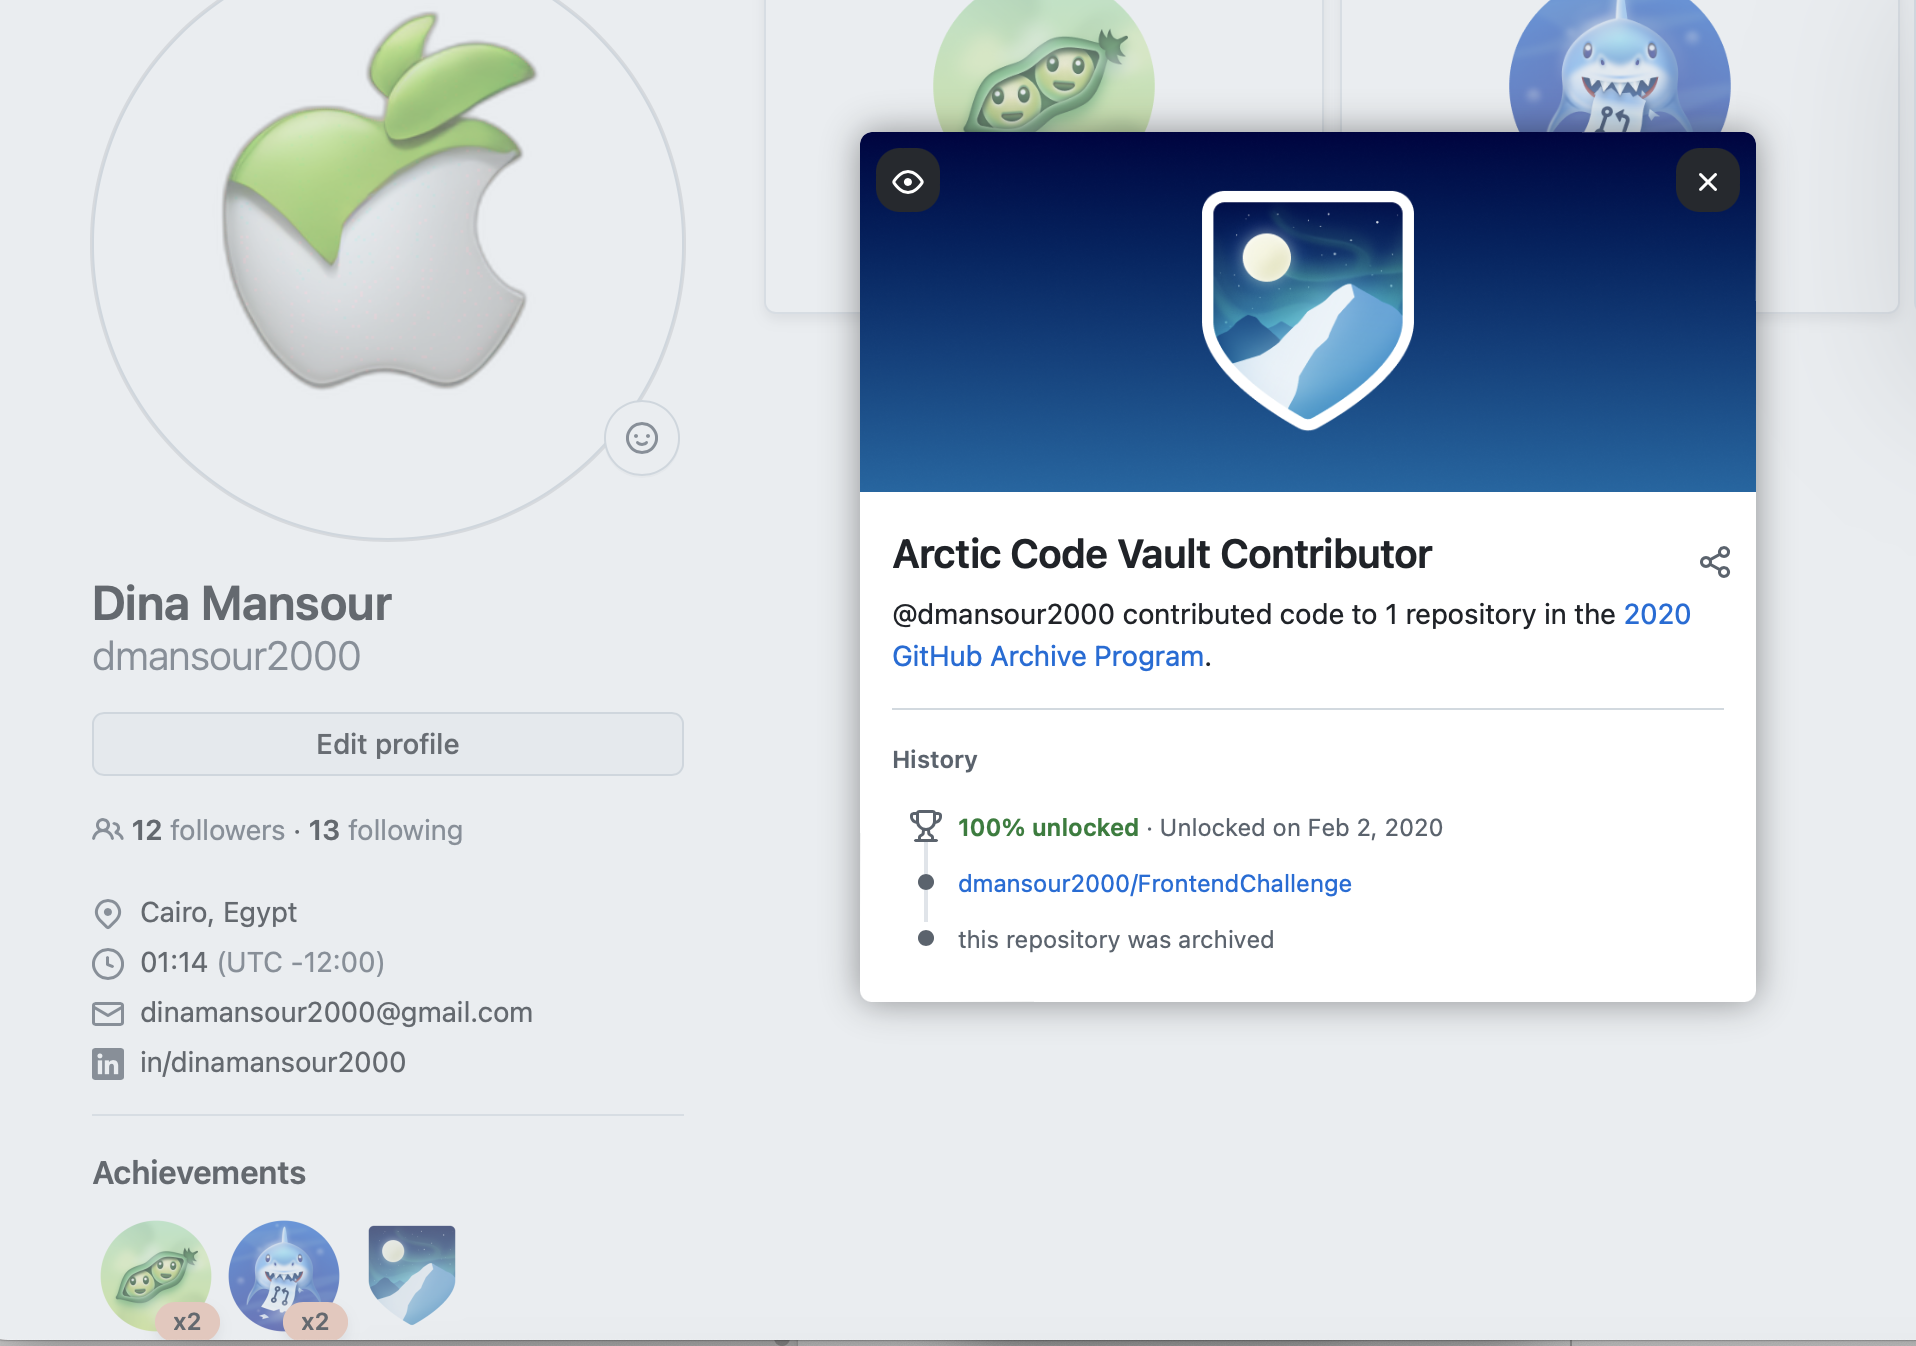 Dina Mansour
dmansour2000
Edit profile
12 followers · 13 following
Cairo, Egypt
01:14 (UTC -12:00)
dinamansour2000@gmail.com
in/dinamansour2000
Achievements
x2
x2
Arctic Code Vault Contributor
@dmansour2000 contributed code to 1 repository in the 2020
GitHub Archive Program.
History
100% unlocked · Unlocked on Feb 2, 2020
dmansour2000/FrontendChallenge
this repository was archived